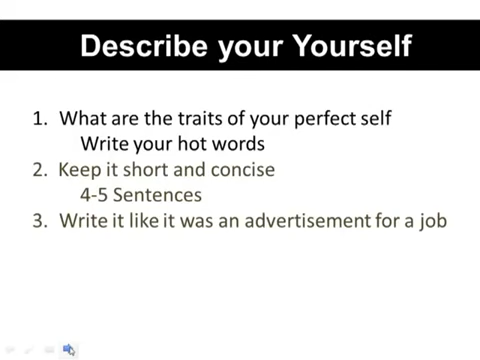 Describe your Yourself
1. What are the traits of your perfect self
Write your hot words
2. Keep it short and concise
4-5 Sentences
3. Write it like it was an advertisement for a job